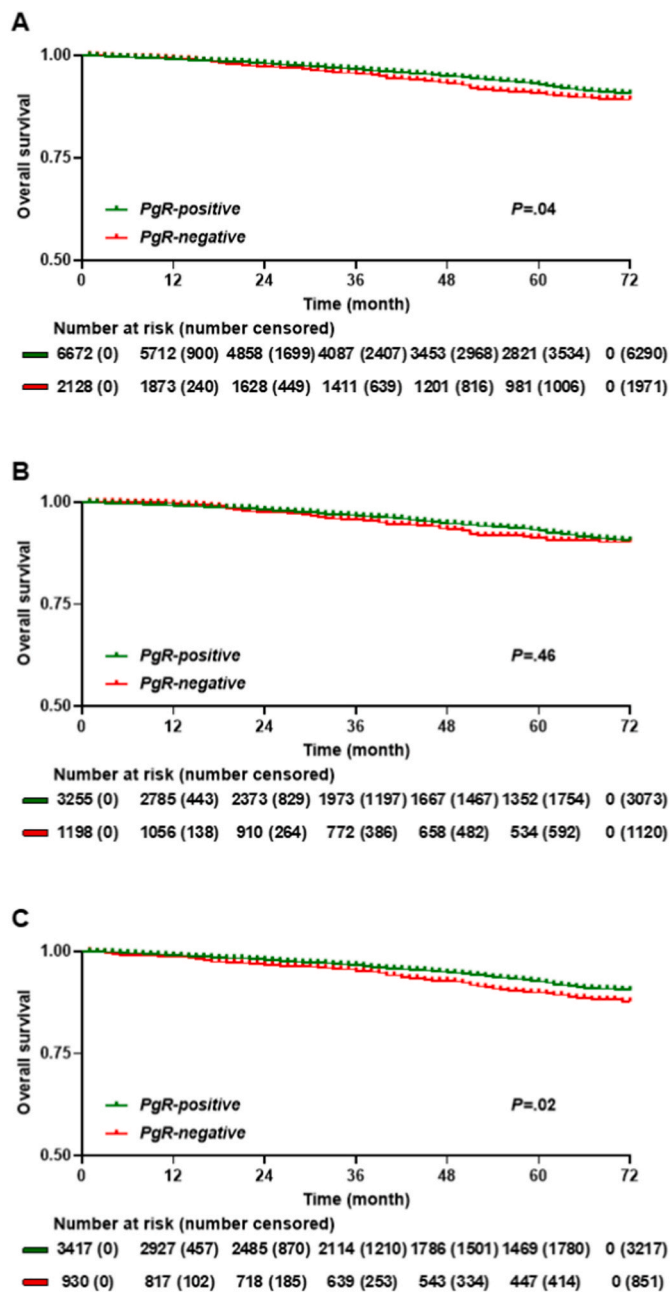 A
1.00
0.75
0.50
Overall survival
PgR-positive
PgR-negative
P=.04
0 12 24 36 48 60 72
Time (month)
Number at risk (number censored)
6672 (0) 5712 (900) 4858 (1699) 4087 (2407) 3453 (2968) 2821 (3534) 0 (6290)
2128 (0) 1873 (240) 1628 (449) 1411 (639) 1201 (816) 981 (1006) 0 (1971)
B
1.00
0.75
0.50
Overall survival
PgR-positive
PgR-negative
P=.46
0 12 24 36 48 60 72
Time (month)
Number at risk (number censored)
3255 (0) 2785 (443) 2373 (829) 1973 (1197) 1667 (1467) 1352 (1754) 0 (3073)
1198 (0) 1056 (138) 910 (264) 772 (386) 658 (482) 534 (592) 0 (1120)
C
1.00
0.75
0.50
Overall survival
PgR-positive
PgR-negative
P=.02
0 12 24 36 48 60 72
Time (month)
Number at risk (number censored)
3417 (0) 2927 (457) 2485 (870) 2114 (1210) 1786 (1501) 1469 (1780) 0 (3217)
930 (0) 817 (102) 718 (185) 639 (253) 543 (334) 447 (414) 0 (851)